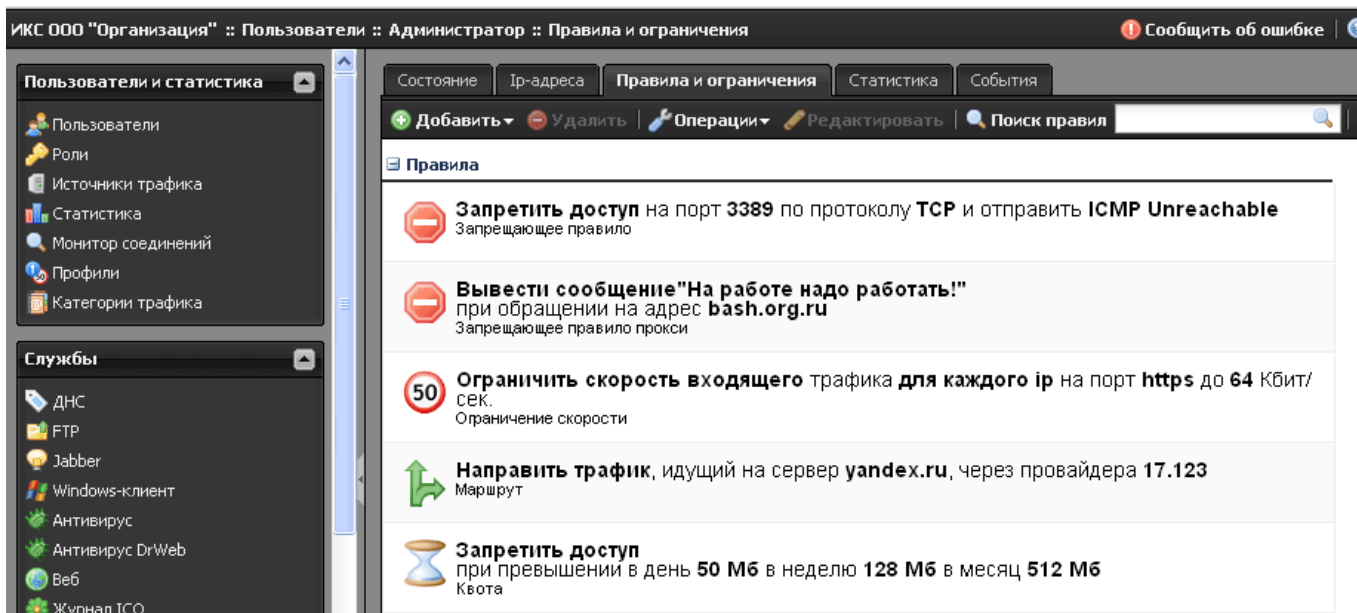 ИКС ООО "Организация" :: Пользователи :: Администратор :: Правила и ограничения
Сообщить об ошибке
Пользователи и статистика
Пользователи
Роли
Источники трафика
Статистика
Монитор соединений
Профили
Категории трафика
Службы
ДНС
FTP
Jabber
Windows-клиент
Антивирус
Антивирус DrWeb
Веб
Журнал ICQ
Состояние Ip-адреса Правила и ограничения Статистика События
Добавить Удалить Операции Редактировать Поиск правил
Правила
Запретить доступ на порт 3389 по протоколу TCP и отправить ICMP Unreachable
Запрещающее правило
Вывести сообщение"На работе надо работать!"
при обращении на адрес bash.org.ru
Запрещающее правило прокси
50
Ограничить скорость входящего трафика для каждого ip на порт https до 64 Кбит/
сек.
Ограничение скорости
Направить трафик, идущий на сервер yandex.ru, через провайдера 17.123
Маршрут
Запретить доступ
при превышении в день 50 Мб в неделю 128 Мб в месяц 512 Мб
Квота